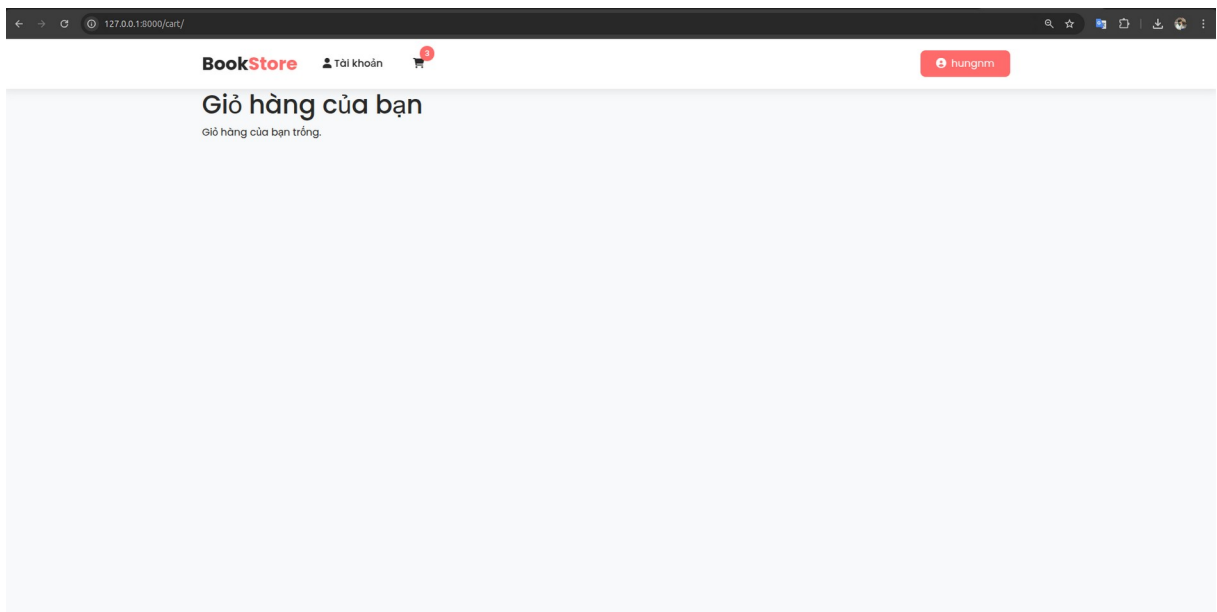 127.0.0.1:8000/cart/
BookStore Tài khoản 3 hungnm
Giỏ hàng của bạn
Giỏ hàng của bạn trống.